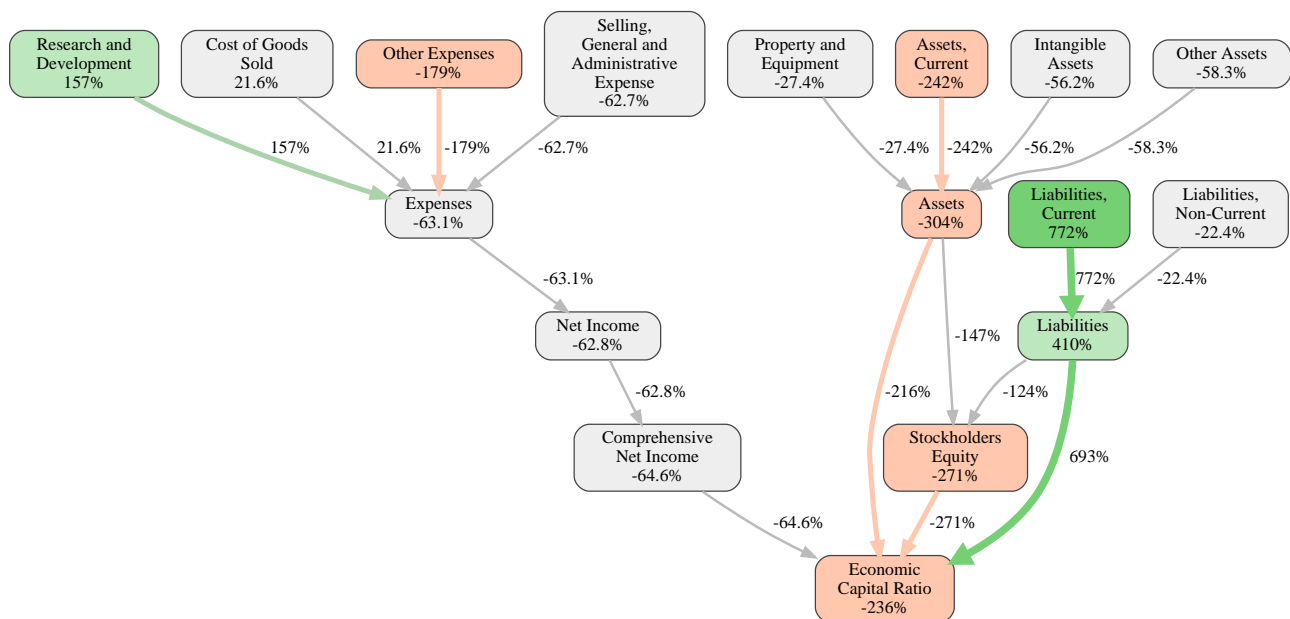 Research and
Development
157%
Cost of Goods
Sold
21.6%
Other Expenses
-179%
Selling,
General and
Administrative
Expense
-62.7%
Property and
Equipment
-27.4%
Assets,
Current
-242%
Intangible
Assets
-56.2%
Other Assets
-58.3%
157%
21.6%
-179%
-62.7%
-27.4%
-242%
-56.2%
-58.3%
Expenses
-63.1%
Assets
-304%
Liabilities,
Current
772%
Liabilities,
Non-Current
-22.4%
-63.1%
772%
-22.4%
Net Income
-62.8%
-147%
Liabilities
410%
-62.8%
-216%
-124%
Comprehensive
Net Income
-64.6%
Stockholders
Equity
-271%
693%
-64.6%
-271%
Economic
Capital Ratio
-236%